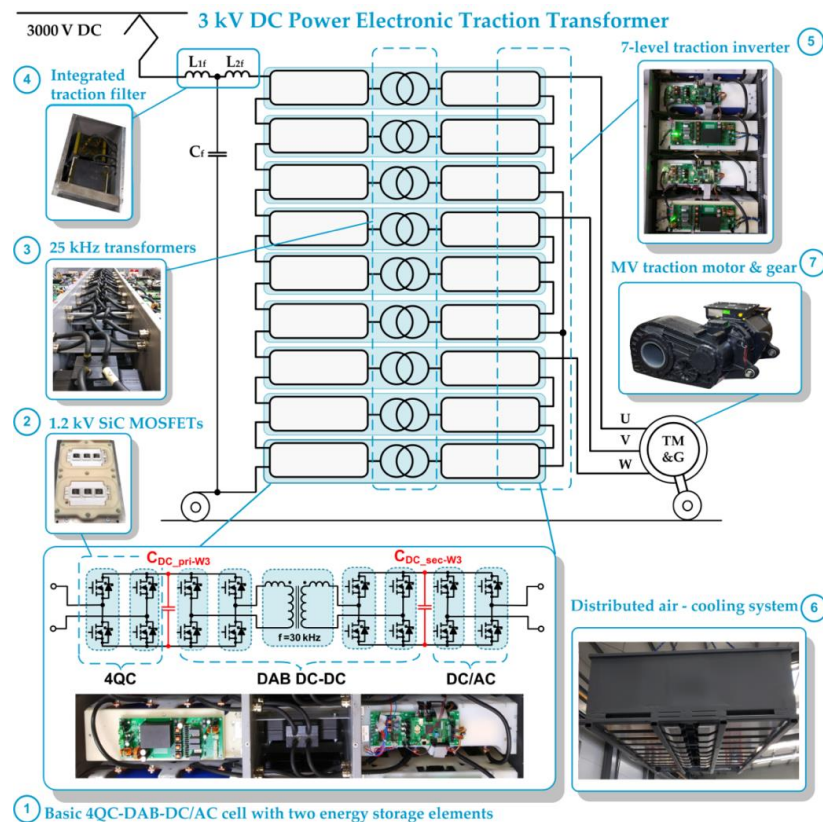 3 kV DC Power Electronic Traction Transformer
3000 V DC
L1f
L2f
Cf
4
Integrated
traction filter
7-level traction inverter
5
3
25 kHz transformers
MV traction motor & gear
7
2
1.2 kV SiC MOSFETs
U
V
W
TM
&G
CDC_pri-W3
CDC_sec-W3
f =30 kHz
4QC
DAB DC-DC
DC/AC
Distributed air - cooling system
6
1
Basic 4QC-DAB-DC/AC cell with two energy storage elements